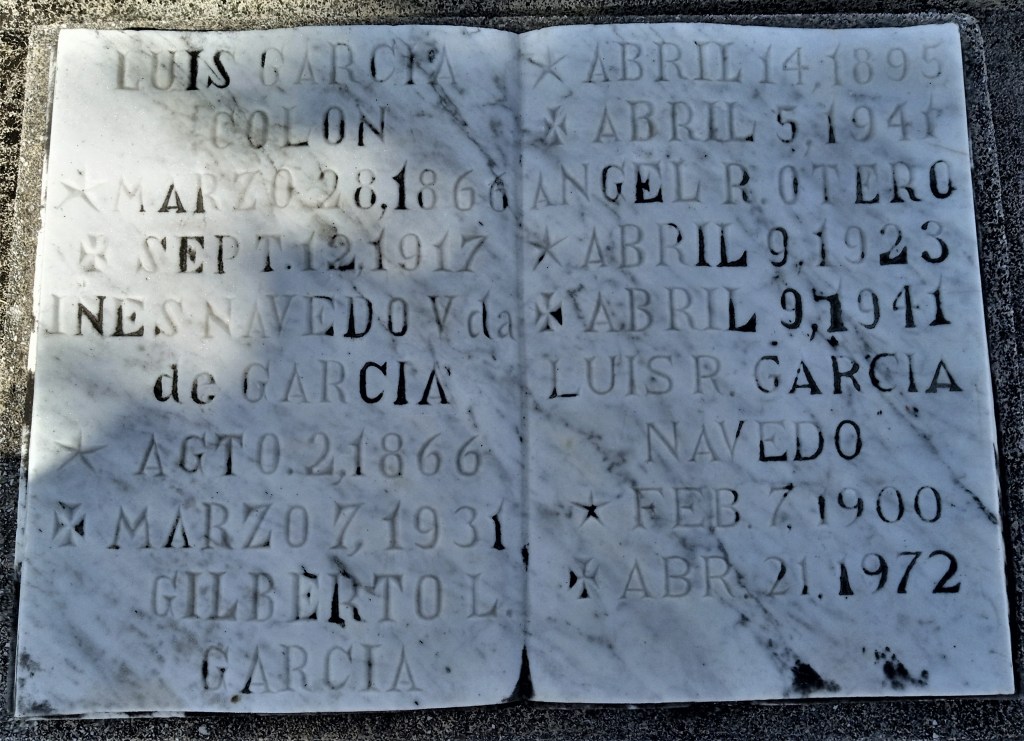 LUIS GARCIA
COLON
MARZO.28,1866
SEPT.12,1917
INES NAVEDO Vda
de GARCIA
AGTO.2,1866
MARZO 7,1931
GILBERTO L.
GARCIA
ABRIL 14,1895
ABRIL 5,1941
ANGEL R. OTERO
ABRIL 9,1923
ABRIL 9,1941
LUIS R. GARCIA
NAVEDO
FEB. 7, 1900
ABR. 21, 1972